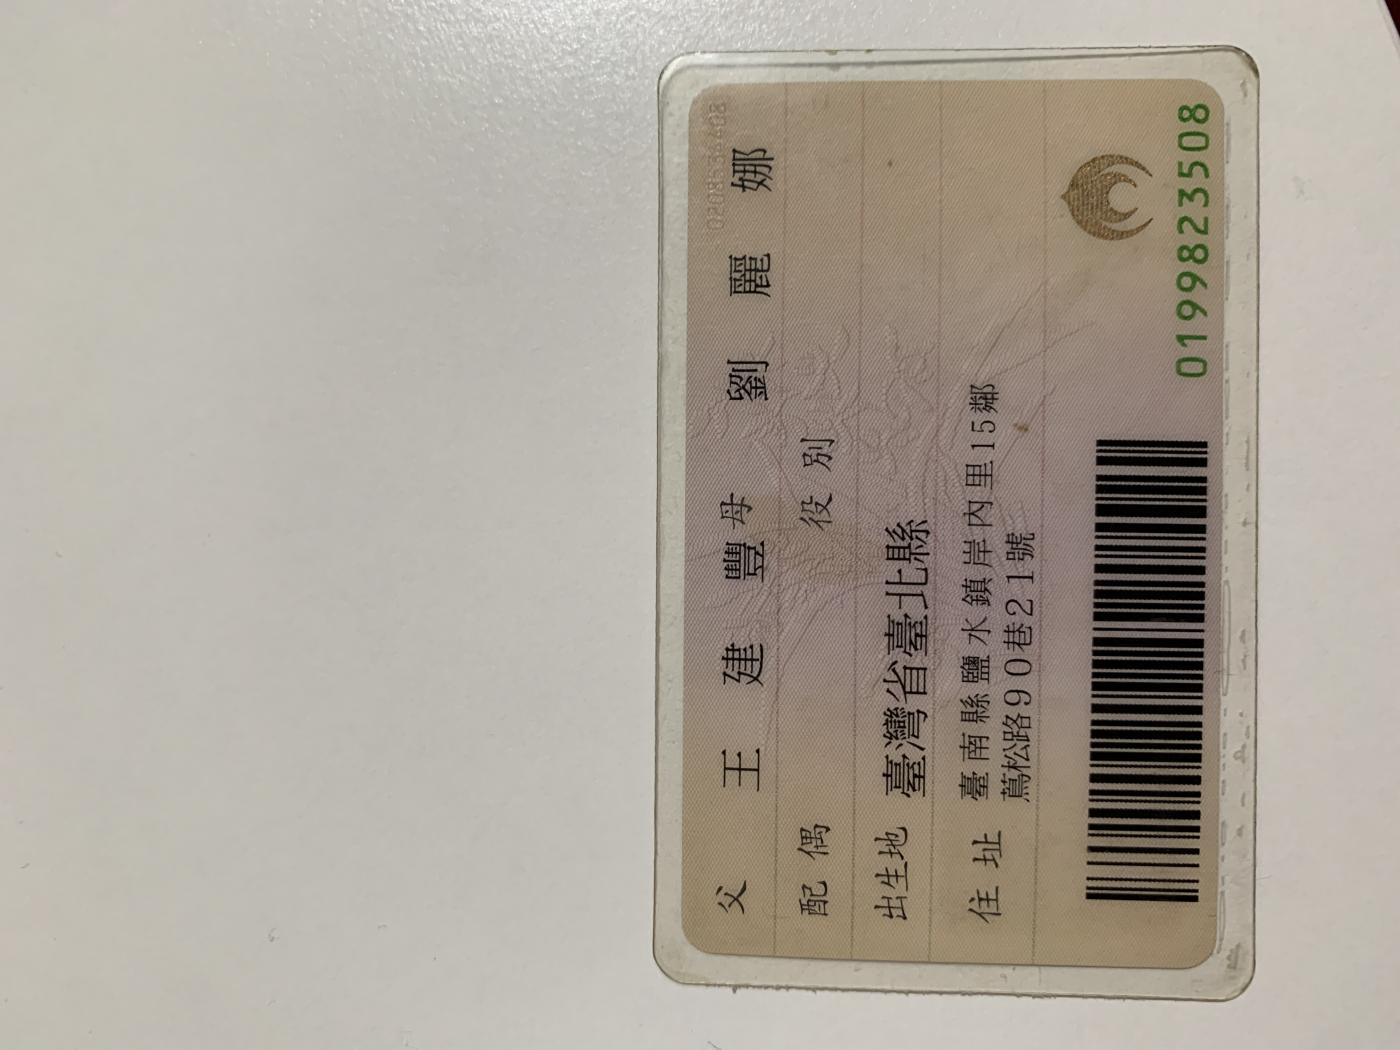 父 王建豐 母 劉麗娜
配偶 役別
出生地 臺灣省臺北縣
住址 臺南縣鹽水鎮岸內里15鄰
蔦松路90巷21號
0199823508